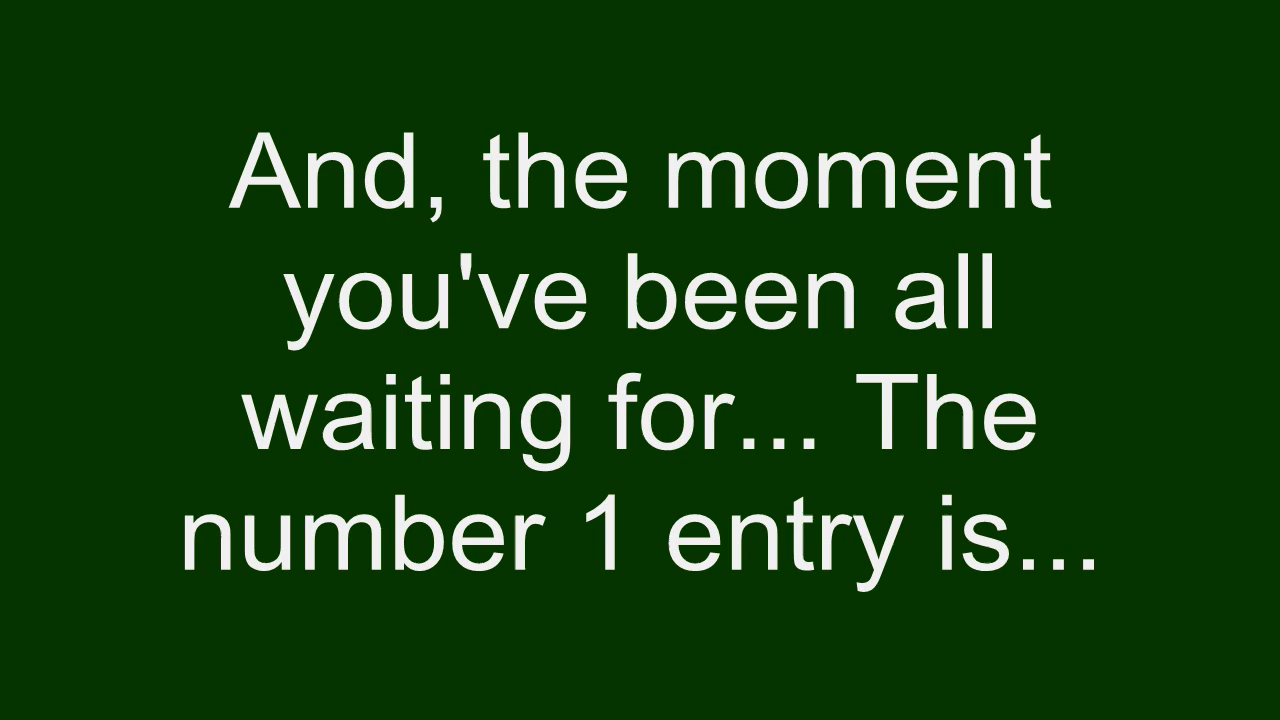 And, the moment
you've been all
waiting for... The
number 1 entry is...